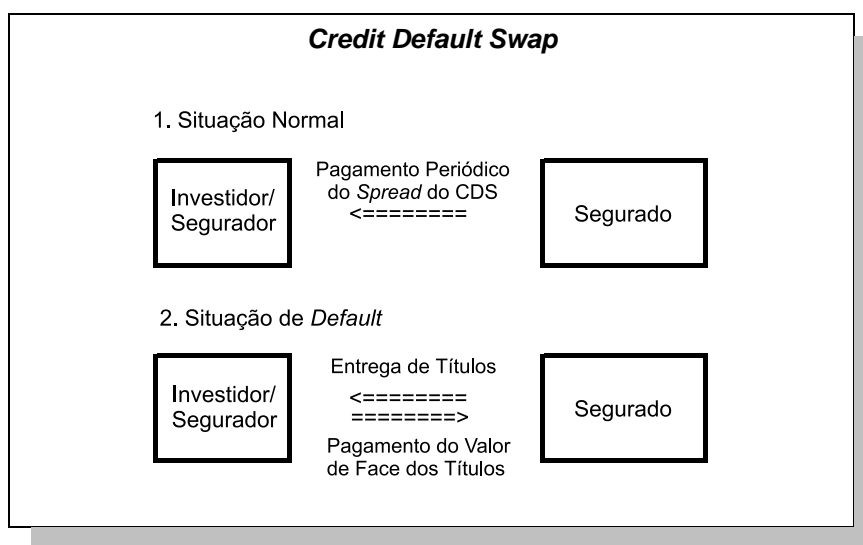 Credit Default Swap
1. Situação Normal
Investidor/
Segurador
Pagamento Periódico
do Spread do CDS
<========
Segurado
2. Situação de Default
Investidor/
Segurador
Entrega de Títulos
<========
========>
Pagamento do Valor
de Face dos Títulos
Segurado